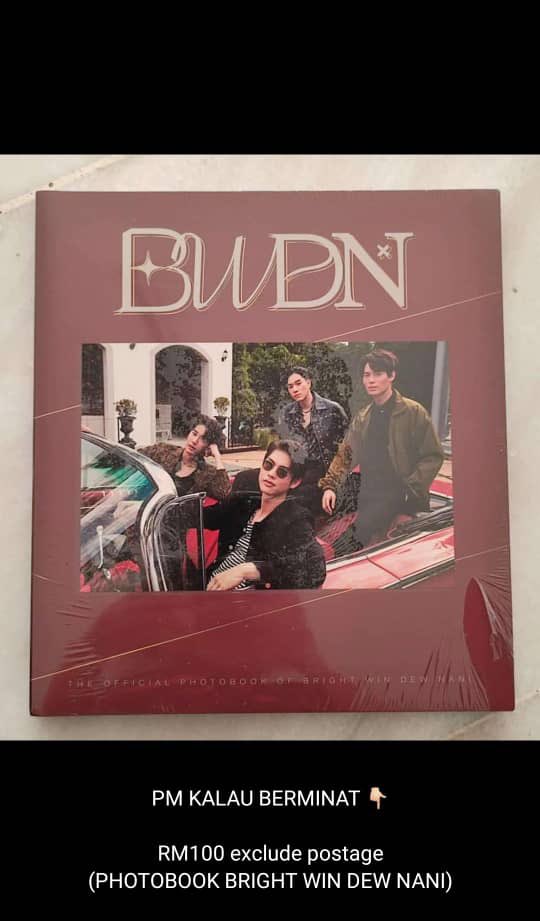 BWDN
THE OFFICIAL PHOTOBOOK OF BRIGHT WIN DEW NANI
PM KALAU BERMINAT 👇🏻
RM100 exclude postage
(PHOTOBOOK BRIGHT WIN DEW NANI)